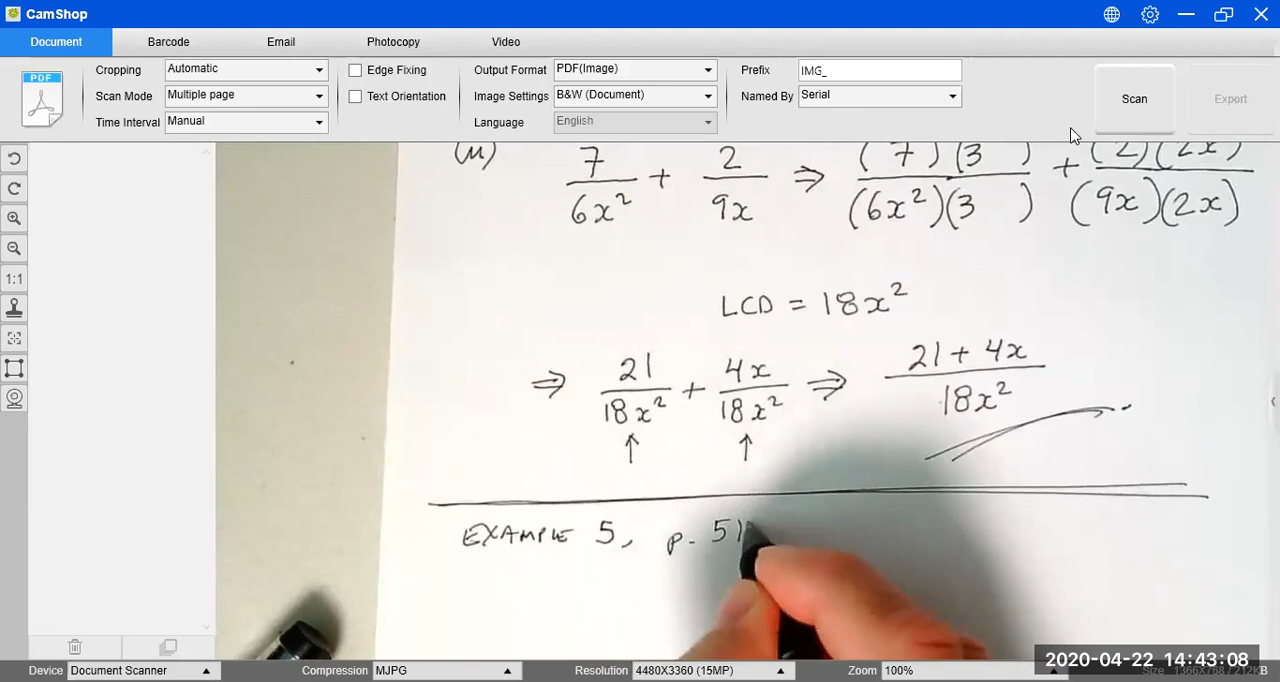 CamShop
Document Barcode Email Photocopy Video
PDF
Cropping Automatic Edge Fixing Output Format PDF(Image) Prefix IMG_
Scan Mode Multiple page Text Orientation Image Settings B&W (Document) Named By Serial
Time Interval Manual Language English
Scan Export
1:1
7/6x² + 2/9x ⇒ (7)(3 )/(6x²)(3 ) + (2)(2x)/(9x)(2x)
LCD = 18x²
⇒ 21/18x² + 4x/18x² ⇒ 21 + 4x/18x²
↑ ↑
EXAMPLE 5, p. 51
Device Document Scanner Compression MJPG Resolution 4480X3360 (15MP) Zoom 100%
2020-04-22 14:43:08